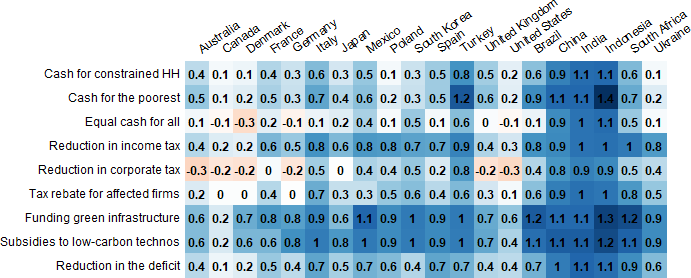 Australia Canada Denmark France Germany Italy Japan Mexico Poland South Korea Spain Turkey United Kingdom United States Brazil China India Indonesia South Africa Ukraine
Cash for constrained HH 0.4 0.1 0.1 0.4 0.3 0.6 0.3 0.5 0.1 0.3 0.5 0.8 0.5 0.2 0.6 0.9 1.1 1.1 0.6 0.1
Cash for the poorest 0.5 0.1 0.2 0.5 0.3 0.7 0.4 0.6 0.2 0.3 0.5 1.2 0.6 0.2 0.9 1.1 1.1 1.4 0.7 0.2
Equal cash for all 0.1 -0.1 -0.3 0.2 -0.1 0.1 0.2 0.4 0.1 0.5 0.1 0.6 0 -0.1 0.1 0.9 1 1.1 0.5 0.1
Reduction in income tax 0.4 0.2 0.2 0.6 0.5 0.8 0.6 0.8 0.8 0.7 0.7 0.9 0.4 0.3 0.8 0.9 1 1 1 0.8
Reduction in corporate tax -0.3 -0.2 -0.2 0 -0.2 0.2 0 0.4 0.4 0.5 0.2 0.8 -0.2 -0.3 0.4 0.8 0.9 0.9 0.5 0.4
Tax rebate for affected firms 0.2 0 0 0.4 0 0.7 0.3 0.3 0.5 0.6 0.4 0.6 0.3 0.1 0.6 0.9 1 1 0.8 0.5
Funding green infrastructure 0.6 0.2 0.7 0.8 0.8 0.9 0.6 1.1 0.9 1 0.9 1 0.7 0.6 1.2 1.1 1.1 1.3 1.2 0.9
Subsidies to low-carbon technos 0.6 0.2 0.6 0.6 0.8 1 0.8 1 0.9 1 0.9 1 0.7 0.6 1.1 1.1 1.1 1.2 1.1 0.9
Reduction in the deficit 0.4 0.1 0.2 0.5 0.4 0.7 0.5 0.7 0.6 0.7 0.4 0.7 0.4 0.4 0.7 1 1.1 1.1 0.9 0.6